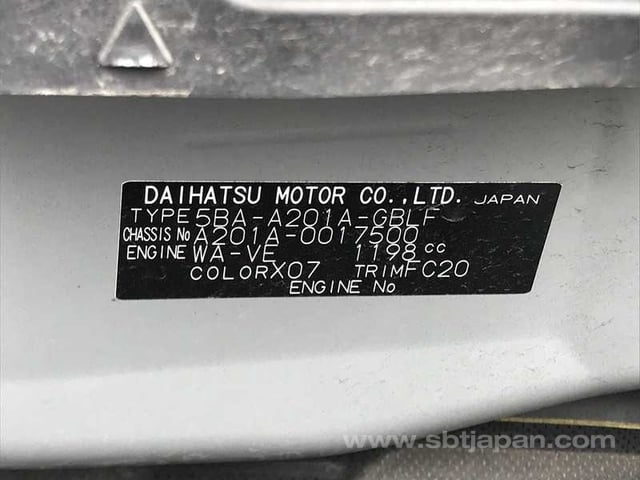 DAIHATSU MOTOR CO.,LTD. JAPAN
TYPE 5BA-A201A-GBLF
CHASSIS No A201A-0017500
ENGINE WA-VE 1198 cc
COLOR X07 TRIM FC20
ENGINE No
www.sbtjapan.com